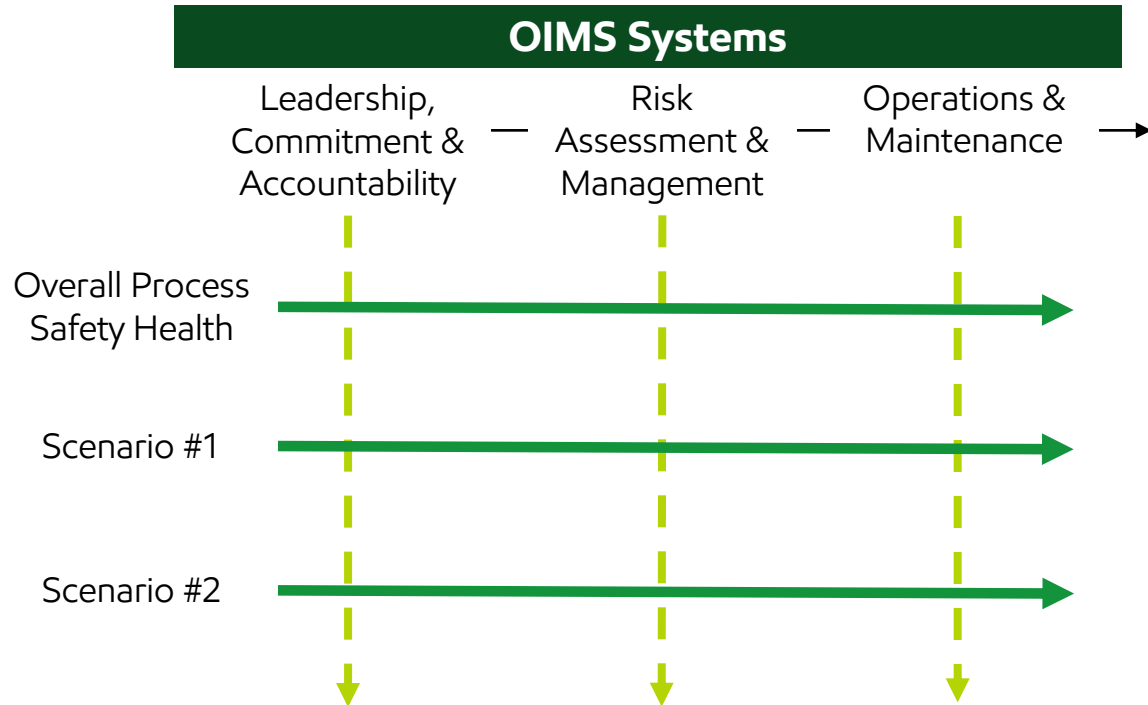 OIMS Systems
Leadership,
Commitment &
Accountability
Risk
Assessment &
Management
Operations &
Maintenance
Overall Process
Safety Health
Scenario #1
Scenario #2